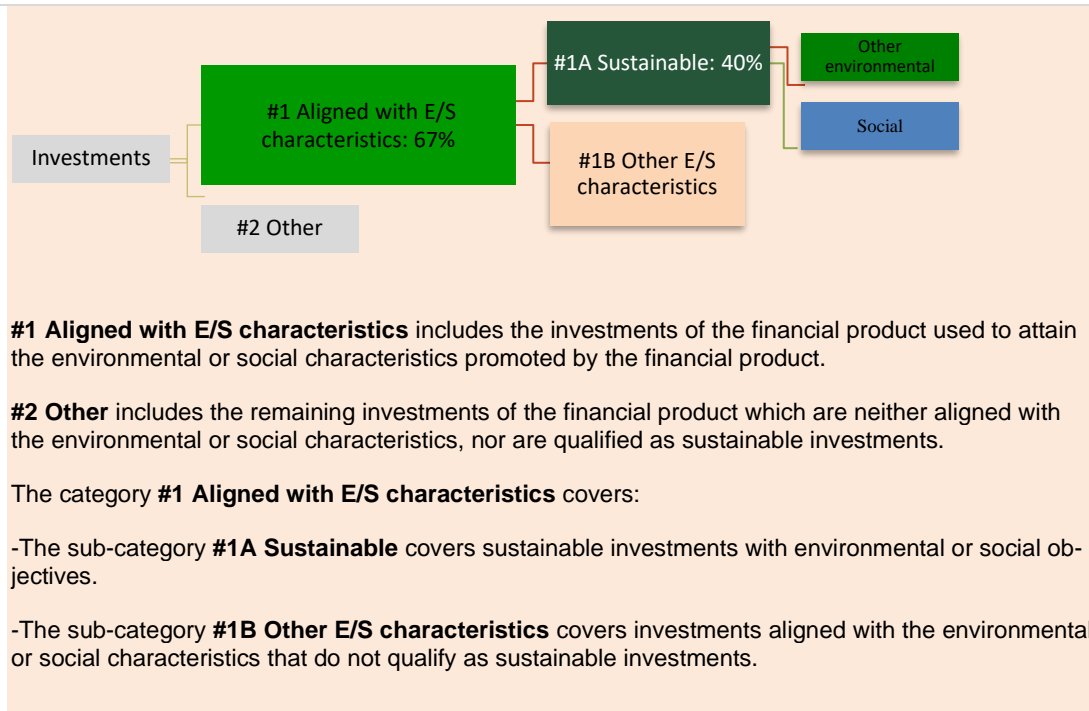 Investments
#1 Aligned with E/S
characteristics: 67%
#2 Other
#1A Sustainable: 40%
#1B Other E/S
characteristics
Other
environmental
Social
#1 Aligned with E/S characteristics includes the investments of the financial product used to attain
the environmental or social characteristics promoted by the financial product.
#2 Other includes the remaining investments of the financial product which are neither aligned with
the environmental or social characteristics, nor are qualified as sustainable investments.
The category #1 Aligned with E/S characteristics covers:
-The sub-category #1A Sustainable covers sustainable investments with environmental or social ob-
jectives.
-The sub-category #1B Other E/S characteristics covers investments aligned with the environmental
or social characteristics that do not qualify as sustainable investments.